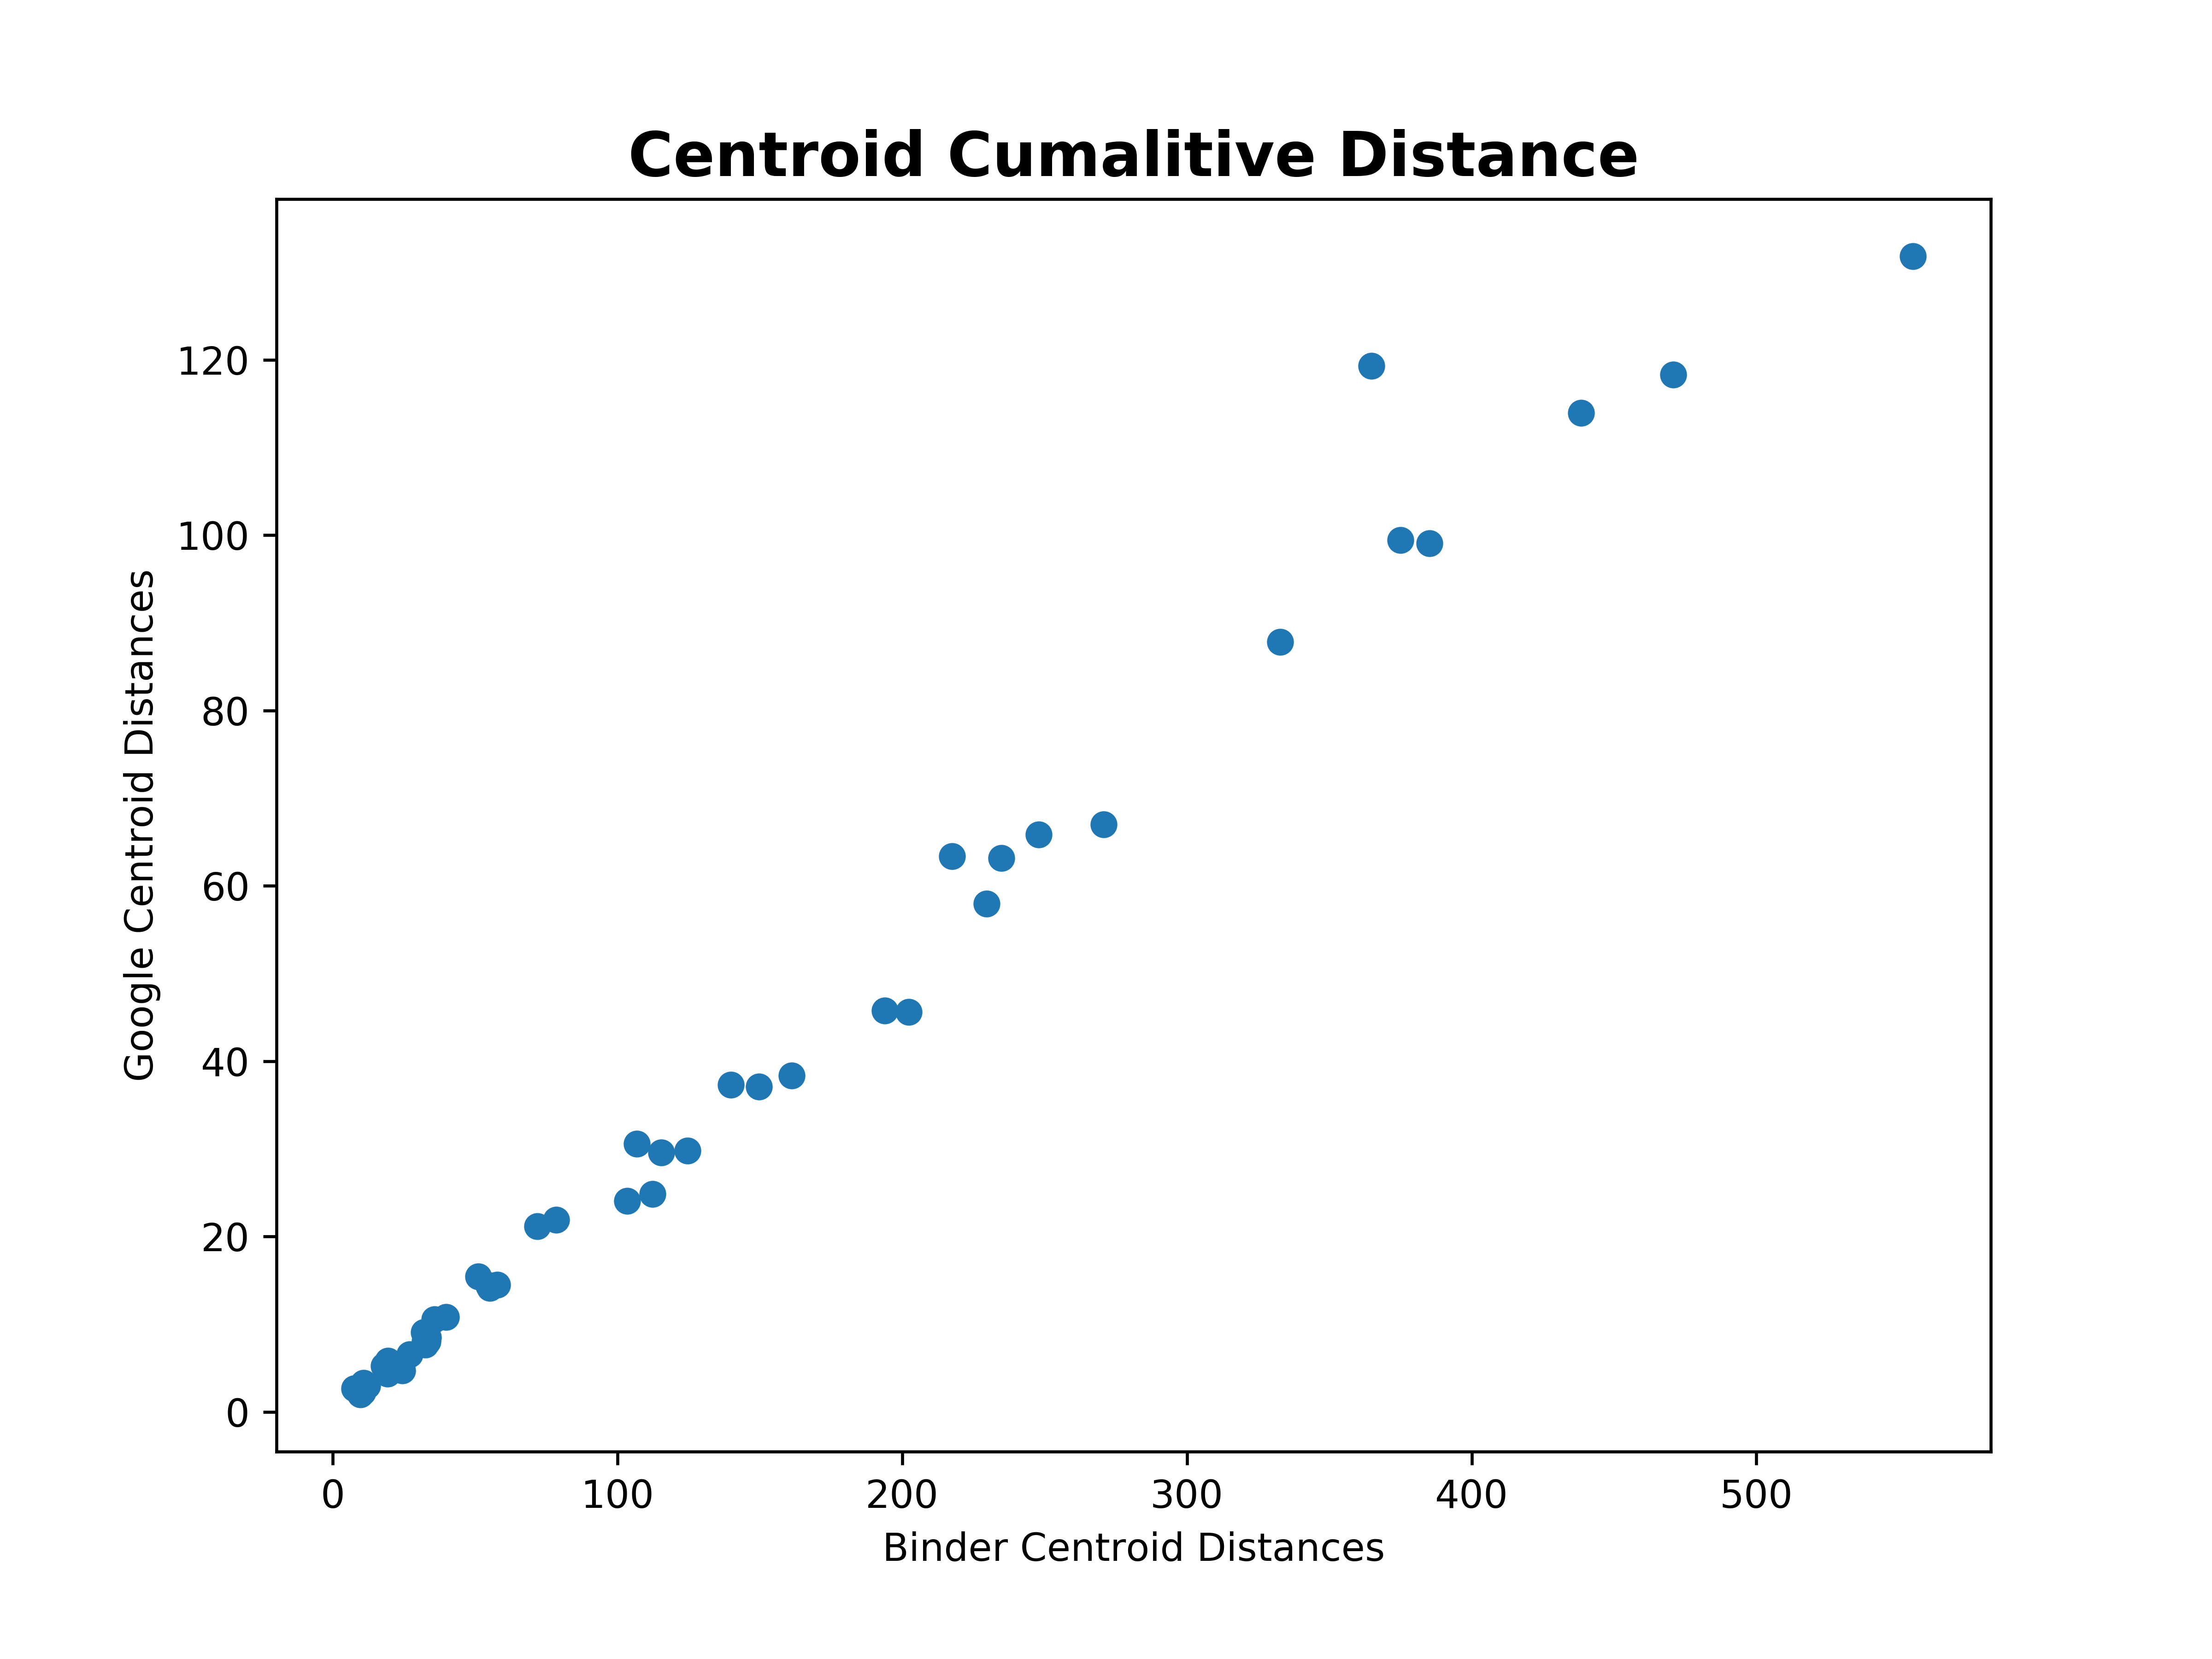 Centroid Cumalitive Distance
120
100
80
60
40
20
0
Google Centroid Distances
0 100 200 300 400 500
Binder Centroid Distances